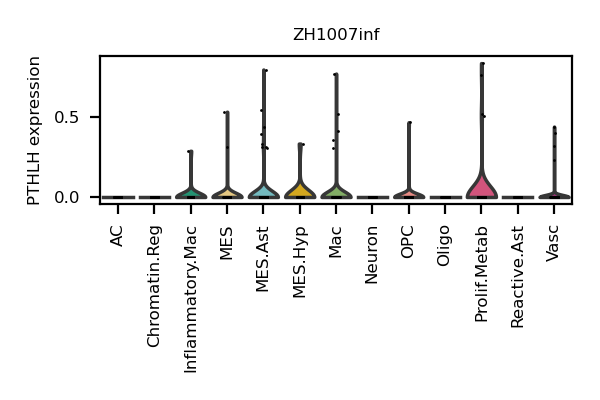 ZH1007inf
PTHLH expression
0.5
0.0
AC
Chromatin.Reg
Inflammatory.Mac
MES
MES.Ast
MES.Hyp
Mac
Neuron
OPC
Oligo
Prolif.Metab
Reactive.Ast
Vasc